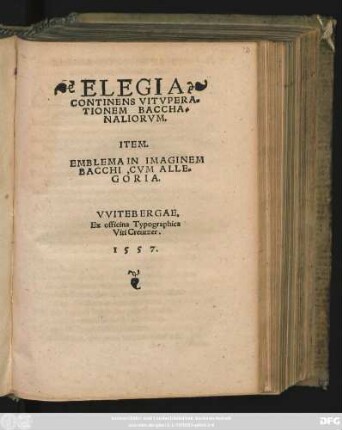 ELEGIA
CONTINENS VITVPERA-
TIONEM BACCHA-
NALIORVM.
ITEM.
EMBLEMA IN IMAGINEM
BACCHI, CVM ALLE-
GORIA.
VVITEBERGAE,
Ex officina Typographica
Viti Creutzer.
1557.
DFG